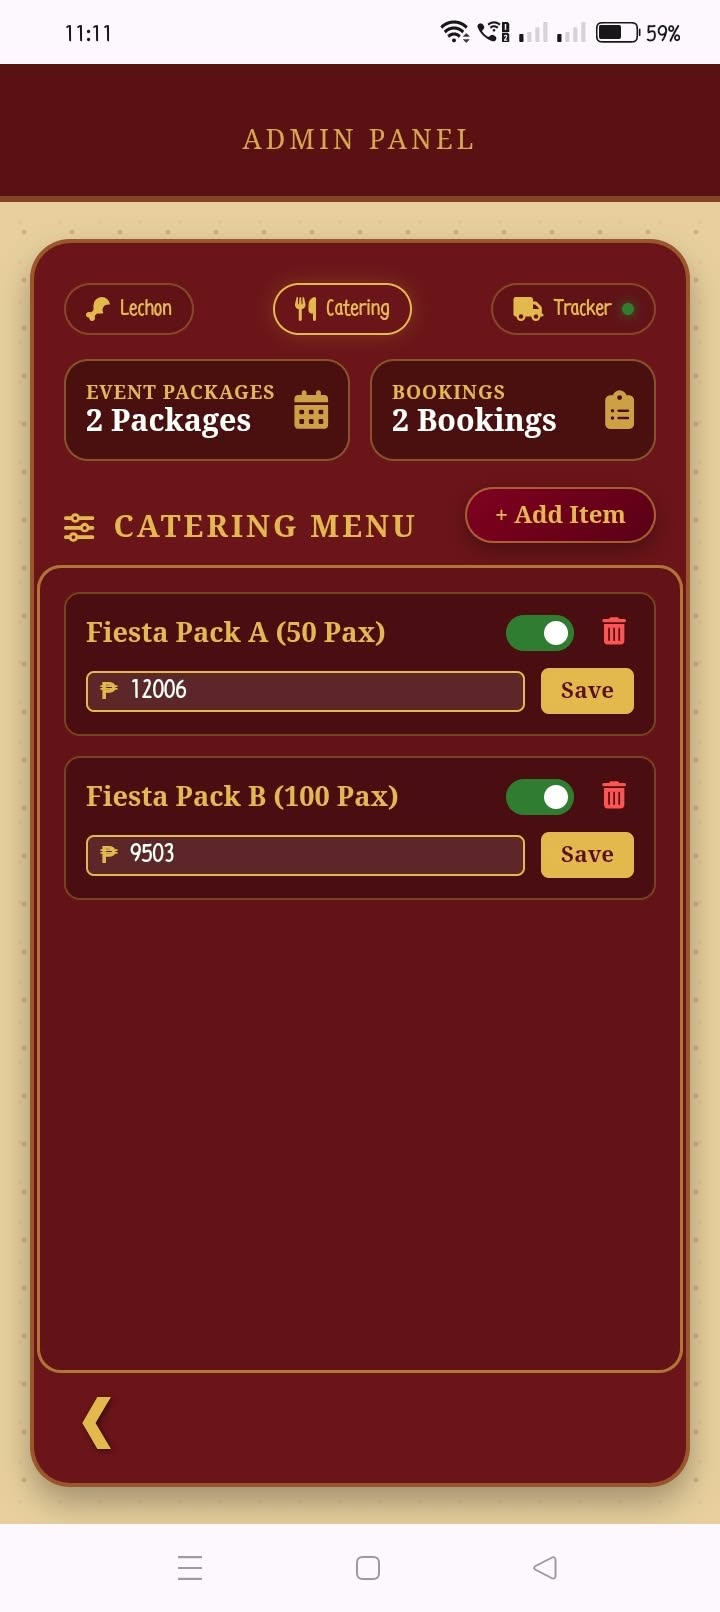 11:11
59%
ADMIN PANEL
Lechon
Catering
Tracker
EVENT PACKAGES
2 Packages
BOOKINGS
2 Bookings
CATERING MENU
+ Add Item
Fiesta Pack A (50 Pax)
₱ 12006
Save
Fiesta Pack B (100 Pax)
₱ 9503
Save